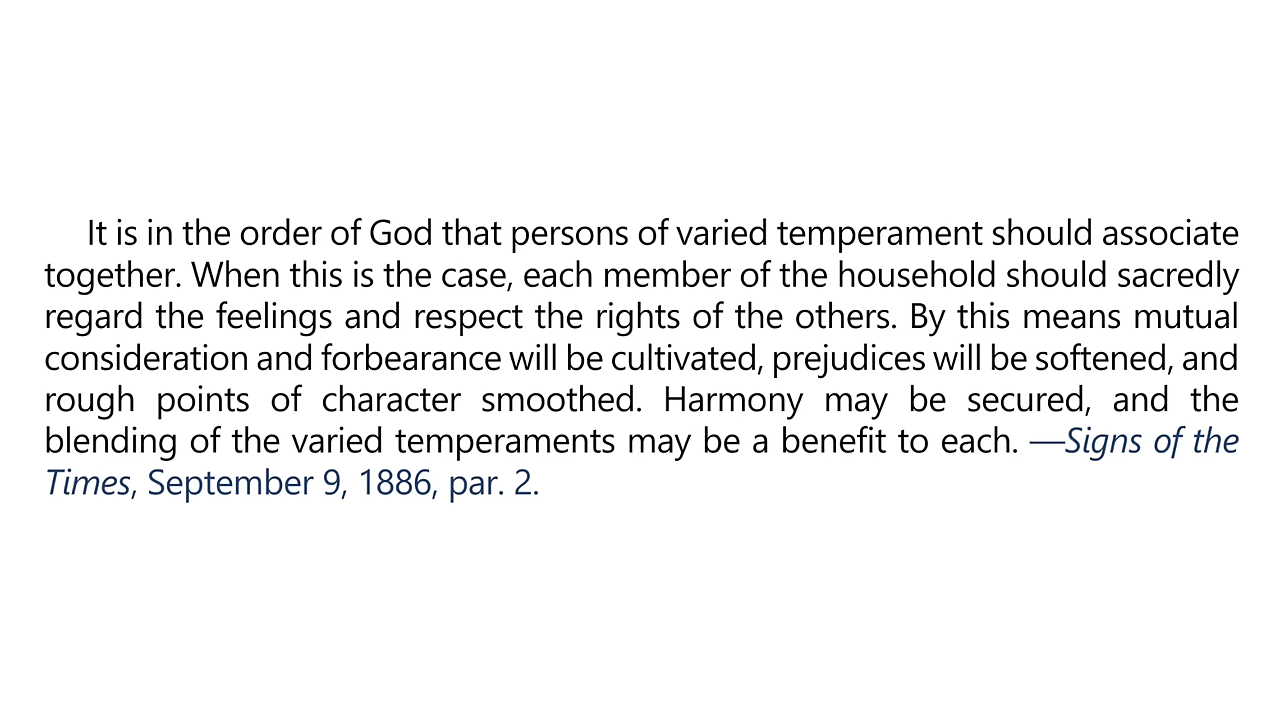 It is in the order of God that persons of varied temperament should associate
together. When this is the case, each member of the household should sacredly
regard the feelings and respect the rights of the others. By this means mutual
consideration and forbearance will be cultivated, prejudices will be softened, and
rough points of character smoothed. Harmony may be secured, and the
blending of the varied temperaments may be a benefit to each. —Signs of the
Times, September 9, 1886, par. 2.